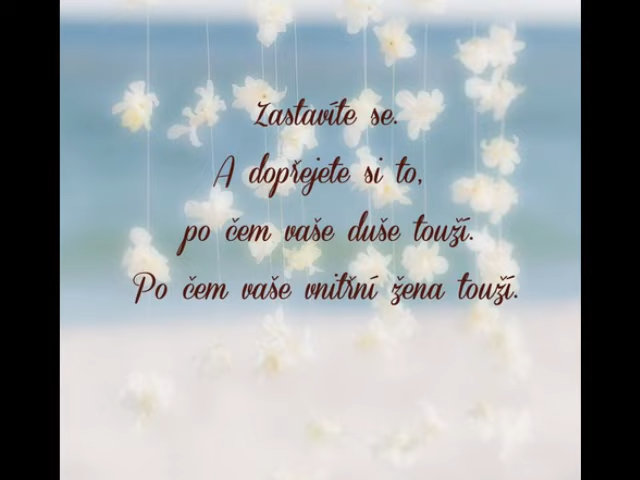 Zastavíte se.
A dopřejete si to,
po čem vaše duše touží.
Po čem vaše vnitřní žena touží.